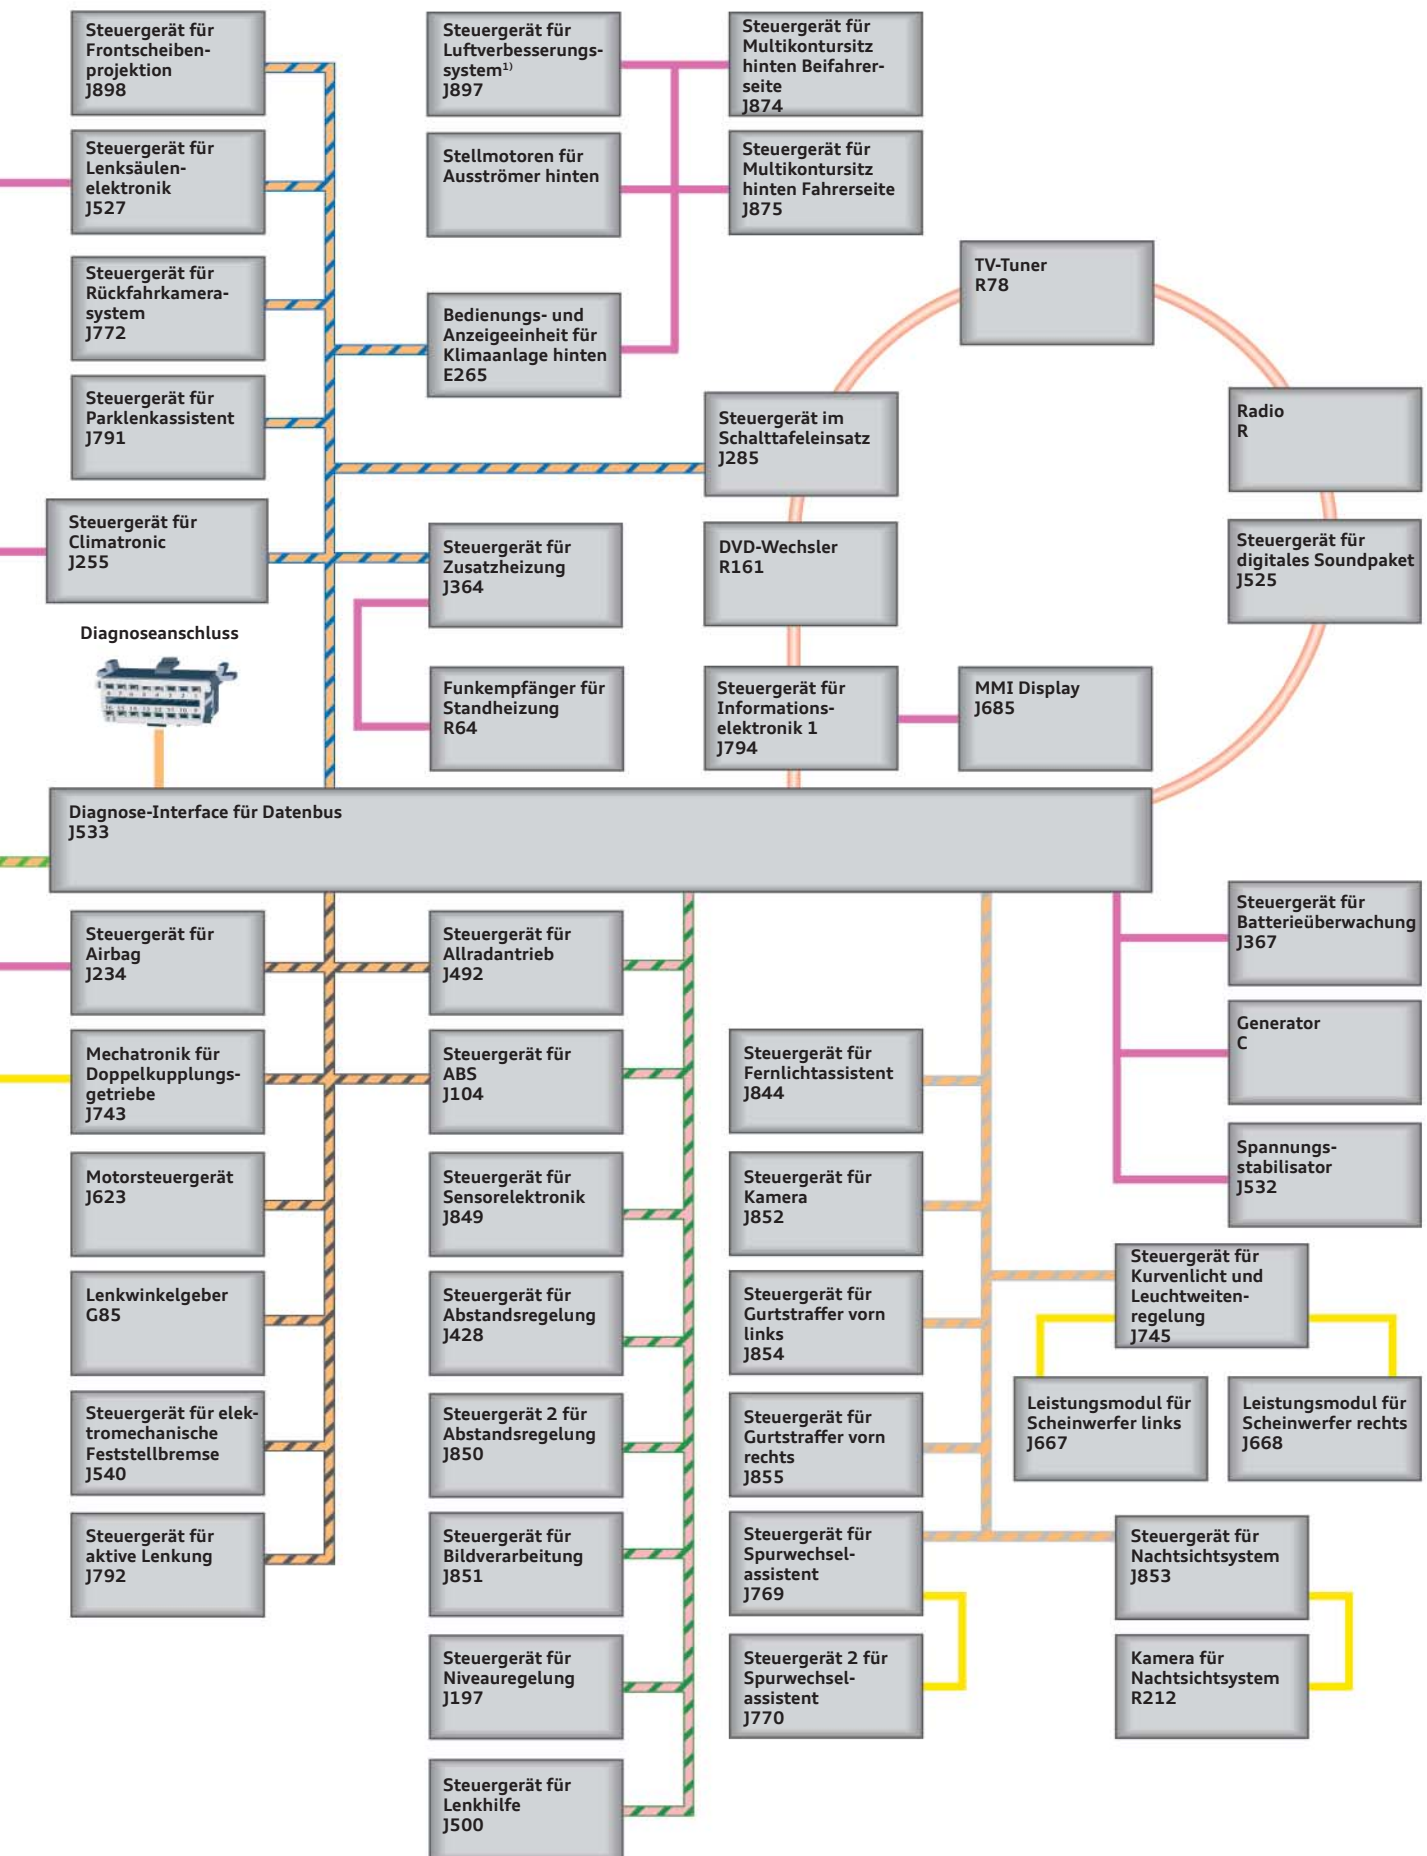 Steuergerät für
Frontscheiben-
projektion
J898
Steuergerät für
Luftverbesserungs-
system¹⁾
J897
Steuergerät für
Multikontursitz
hinten Beifahrer-
seite
J874
Steuergerät für
Lenksäulen-
elektronik
J527
Stellmotoren für
Ausströmer hinten
Steuergerät für
Multikontursitz
hinten Fahrerseite
J875
Steuergerät für
Rückfahrkamera-
system
J772
Bedienungs- und
Anzeigeeinheit für
Klimaanlage hinten
E265
TV-Tuner
R78
Steuergerät für
Parklenkassistent
J791
Steuergerät im
Schalttafeleinsatz
J285
Radio
R
Steuergerät für
Climatronic
J255
Steuergerät für
Zusatzheizung
J364
DVD-Wechsler
R161
Steuergerät für
digitales Soundpaket
J525
Diagnoseanschluss
Funkempfänger für
Standheizung
R64
Steuergerät für
Informations-
elektronik 1
J794
MMI Display
J685
Diagnose-Interface für Datenbus
J533
Steuergerät für
Airbag
J234
Steuergerät für
Allradantrieb
J492
Steuergerät für
Batterieüberwachung
J367
Mechatronik für
Doppelkupplungs-
getriebe
J743
Steuergerät für
ABS
J104
Steuergerät für
Fernlichtassistent
J844
Generator
C
Motorsteuergerät
J623
Steuergerät für
Sensorelektronik
J849
Steuergerät für
Kamera
J852
Spannungs-
stabilisator
J532
Lenkwinkelgeber
G85
Steuergerät für
Abstandsregelung
J428
Steuergerät für
Gurtstraffer vorn
links
J854
Steuergerät für
Kurvenlicht und
Leuchtweiten-
regelung
J745
Steuergerät für elek-
tromechanische
Feststellbremse
J540
Steuergerät 2 für
Abstandsregelung
J850
Steuergerät für
Gurtstraffer vorn
rechts
J855
Leistungsmodul für
Scheinwerfer links
J667
Leistungsmodul für
Scheinwerfer rechts
J668
Steuergerät für
aktive Lenkung
J792
Steuergerät für
Bildverarbeitung
J851
Steuergerät für
Spurwechsel-
assistent
J769
Steuergerät für
Nachtsichtsystem
J853
Steuergerät für
Niveauregelung
J197
Steuergerät 2 für
Spurwechsel-
assistent
J770
Kamera für
Nachtsichtsystem
R212
Steuergerät für
Lenkhilfe
J500